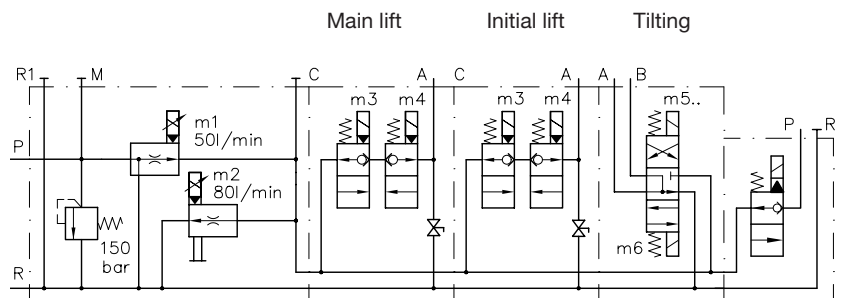 Main lift Initial lift Tilting
R1 M C A C A A B
m3 m4 m3 m4 m5..
m1
50l/min
P P R
m2
80l/min
150
bar
m6
R